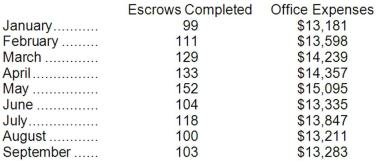 Escrows Completed Office Expenses
January........... 99 $13,181
February ......... 111 $13,598
March ............. 129 $14,239
April................ 133 $14,357
May ................ 152 $15,095
June ............... 104 $13,335
July................. 118 $13,847
August ............ 100 $13,211
September ...... 103 $13,283